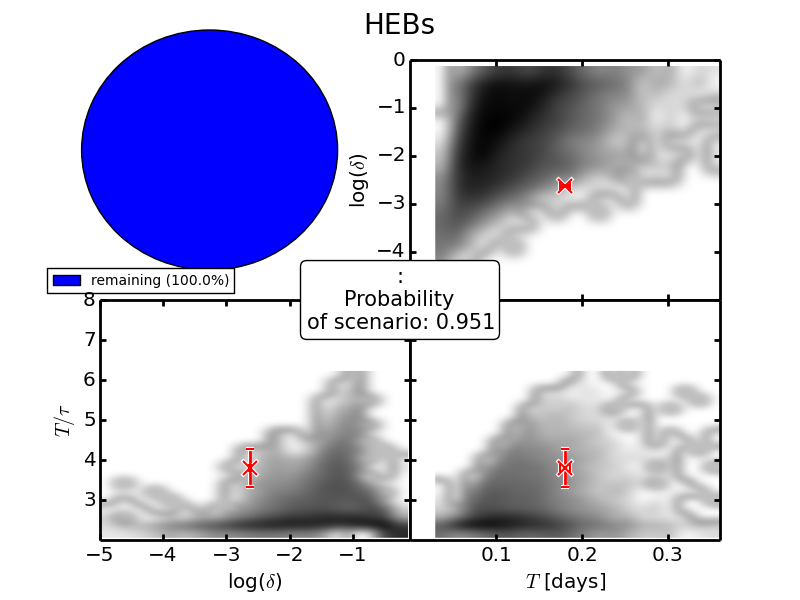 HEBs
0
−1
−2
−3
−4
log(δ)
remaining (100.0%)
:
Probability
of scenario: 0.951
8
7
6
5
4
3
T/τ
−5 −4 −3 −2 −1
0.1 0.2 0.3
log(δ)
T [days]